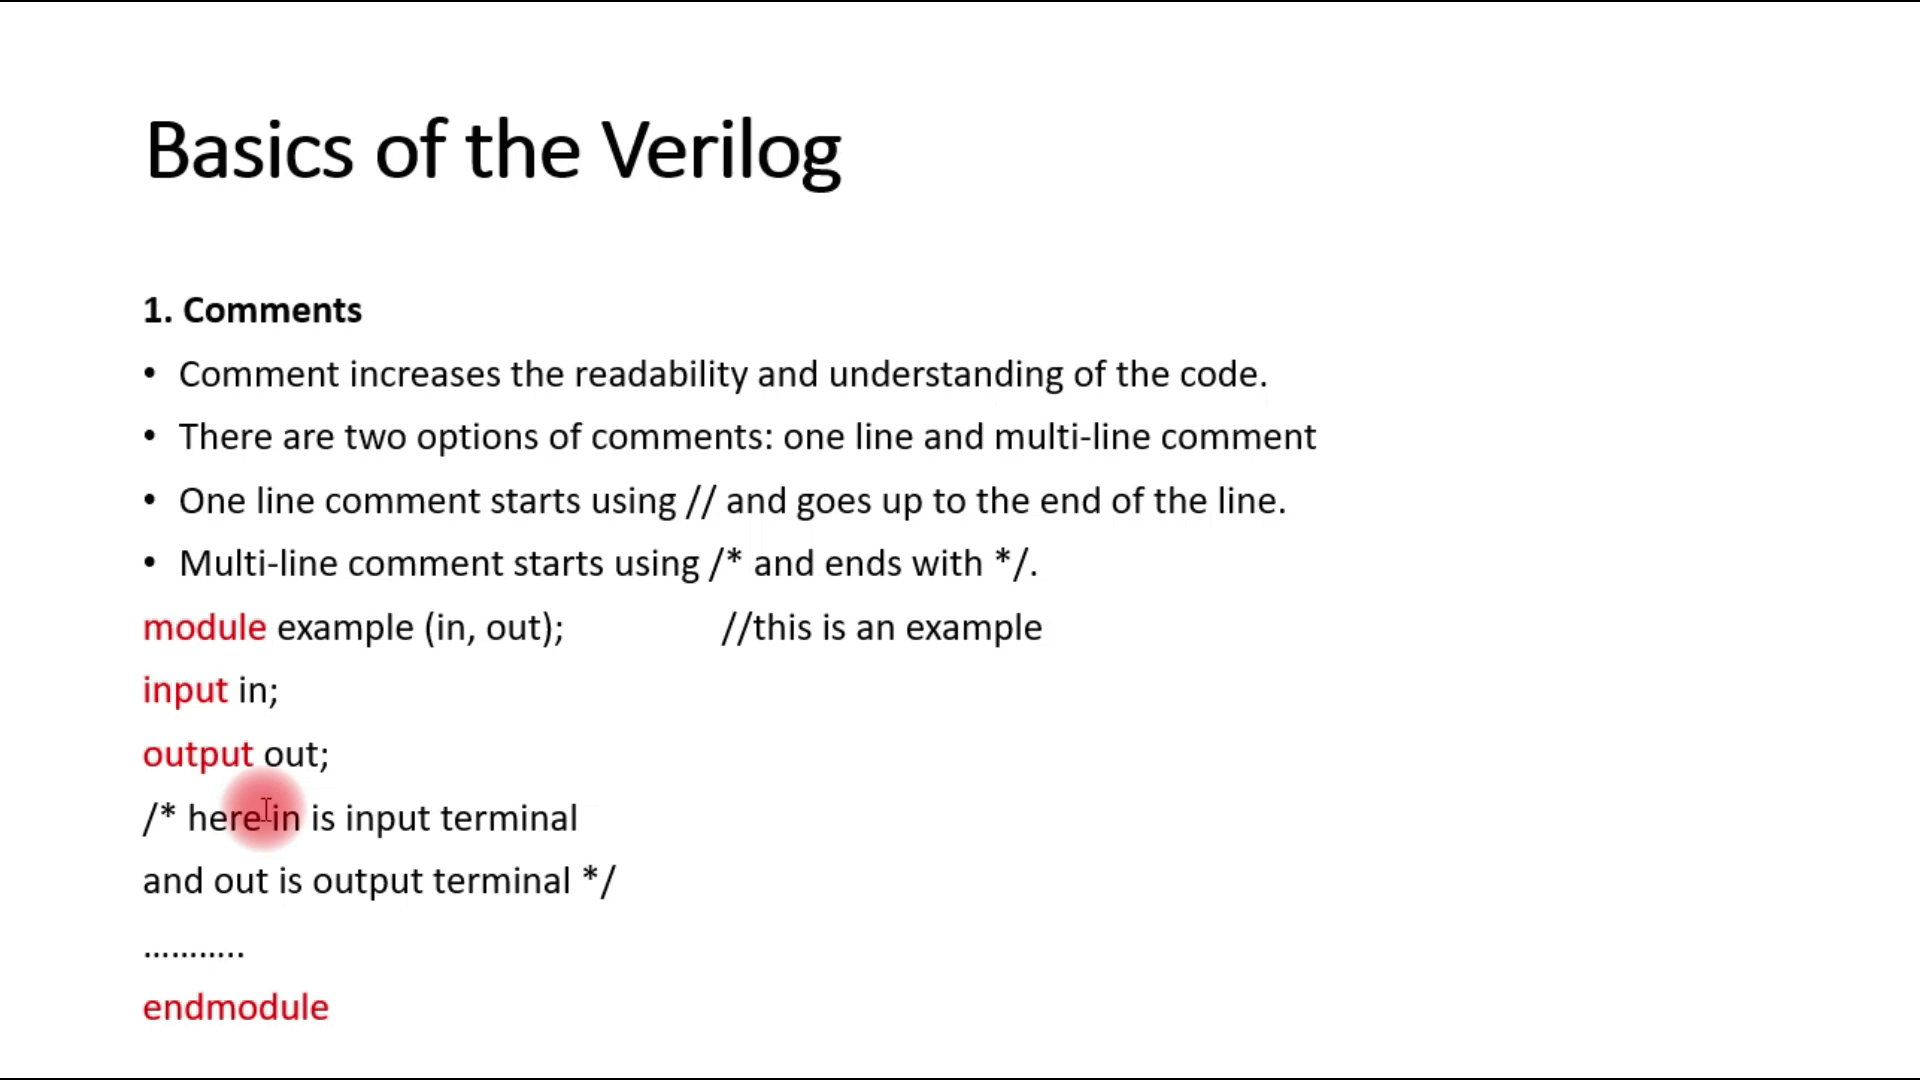 Basics of the Verilog
1. Comments
• Comment increases the readability and understanding of the code.
• There are two options of comments: one line and multi-line comment
• One line comment starts using // and goes up to the end of the line.
• Multi-line comment starts using /* and ends with */.
module example (in, out); //this is an example
input in;
output out;
/* here in is input terminal
and out is output terminal */
...........
endmodule